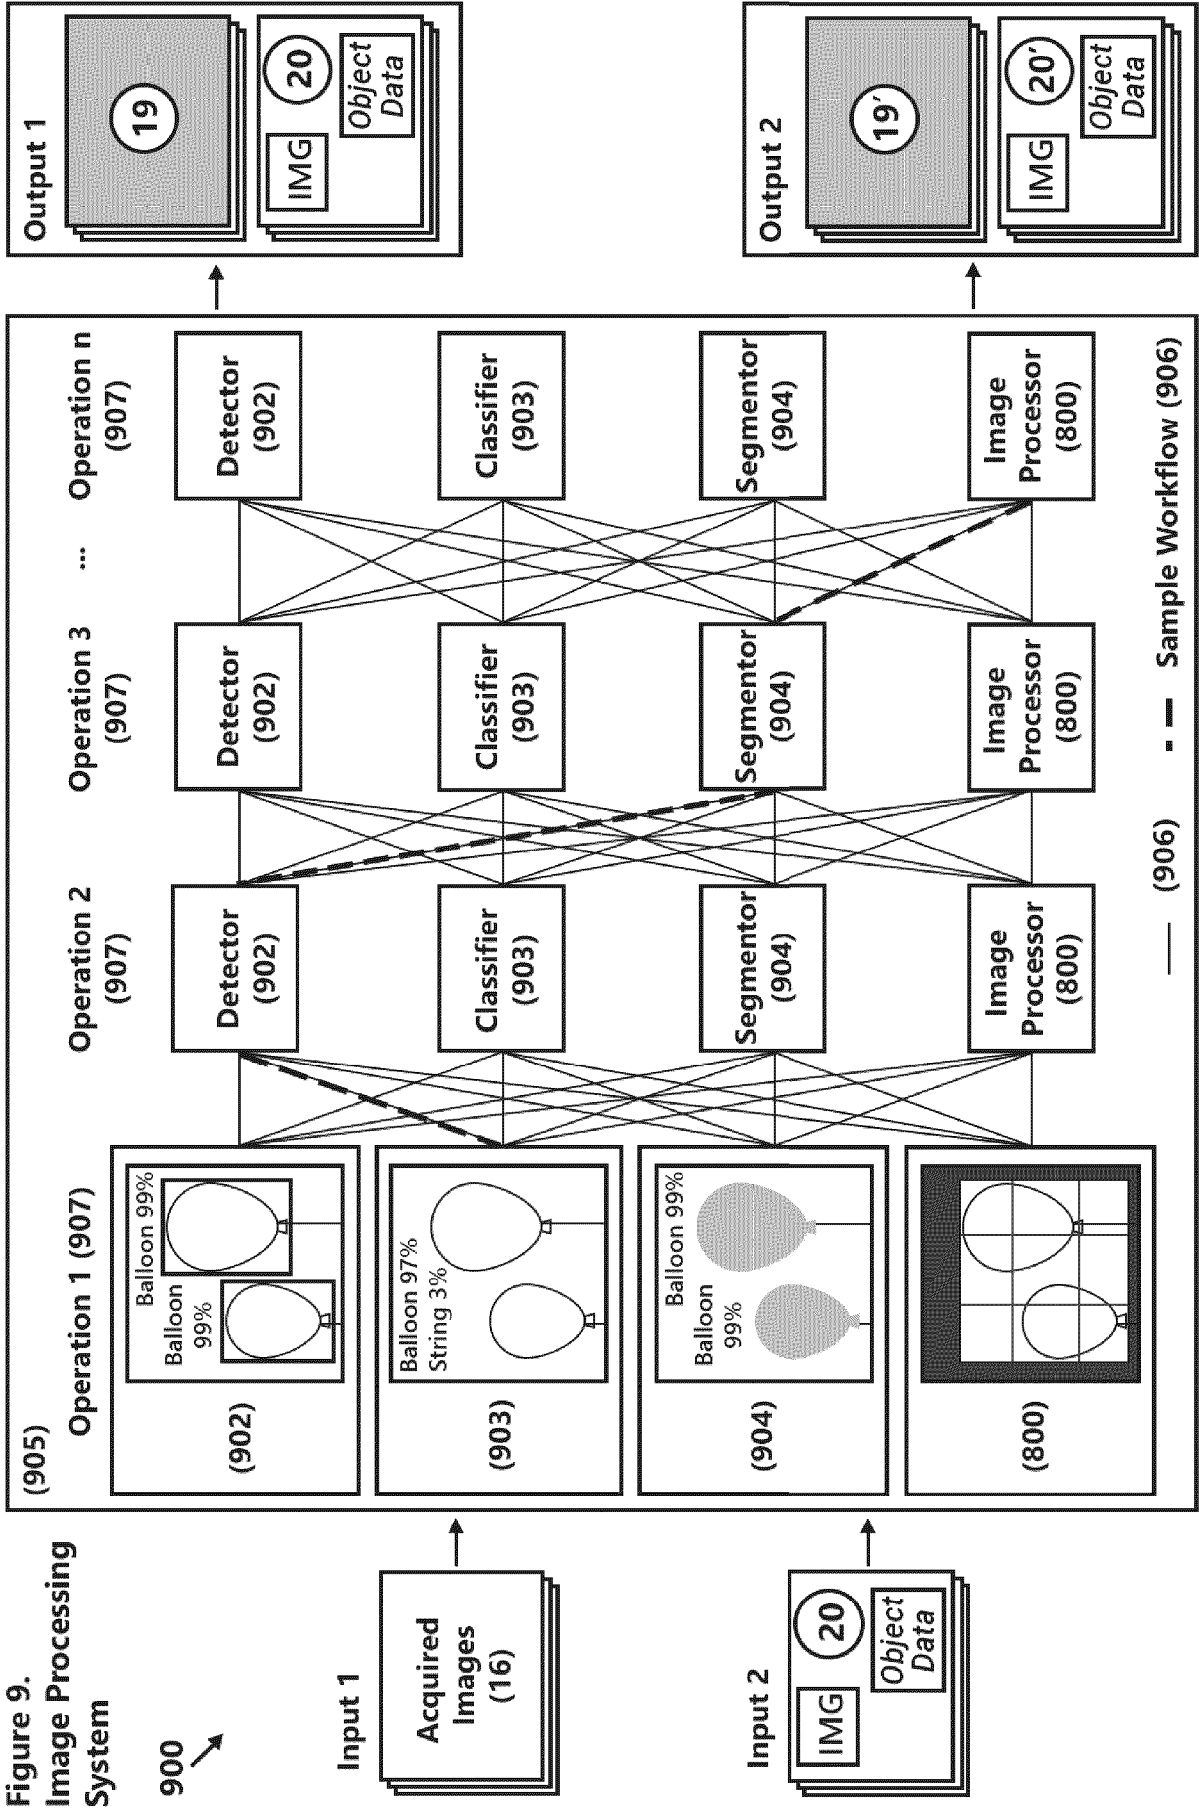 Figure 9.
Image Processing
System
900
Input 1
Acquired
Images
(16)
Input 2
IMG
20
Object
Data
(905)
Operation 1 (907)
(902)
Balloon
99%
Balloon 99%
(903)
Balloon 97%
String 3%
(904)
Balloon
99%
Balloon 99%
(800)
Operation 2
(907)
Detector
(902)
Classifier
(903)
Segmentor
(904)
Image
Processor
(800)
Operation 3
(907)
Detector
(902)
Classifier
(903)
Segmentor
(904)
Image
Processor
(800)
...
Operation n
(907)
Detector
(902)
Classifier
(903)
Segmentor
(904)
Image
Processor
(800)
(906)
Sample Workflow (906)
Output 1
19
IMG
20
Object
Data
Output 2
19'
IMG
20'
Object
Data